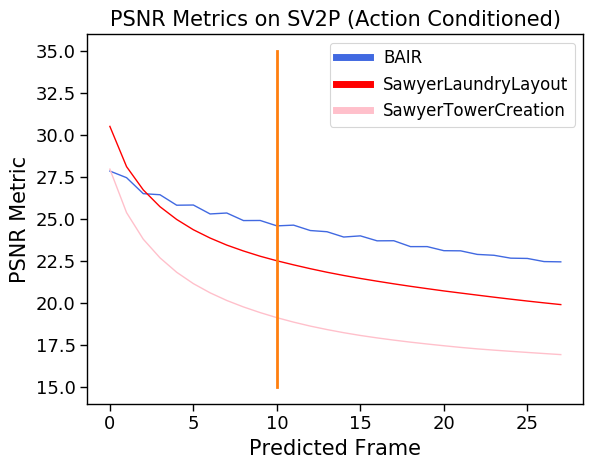 PSNR Metrics on SV2P (Action Conditioned)
BAIR
SawyerLaundryLayout
SawyerTowerCreation
PSNR Metric
35.0
32.5
30.0
27.5
25.0
22.5
20.0
17.5
15.0
0 5 10 15 20 25
Predicted Frame